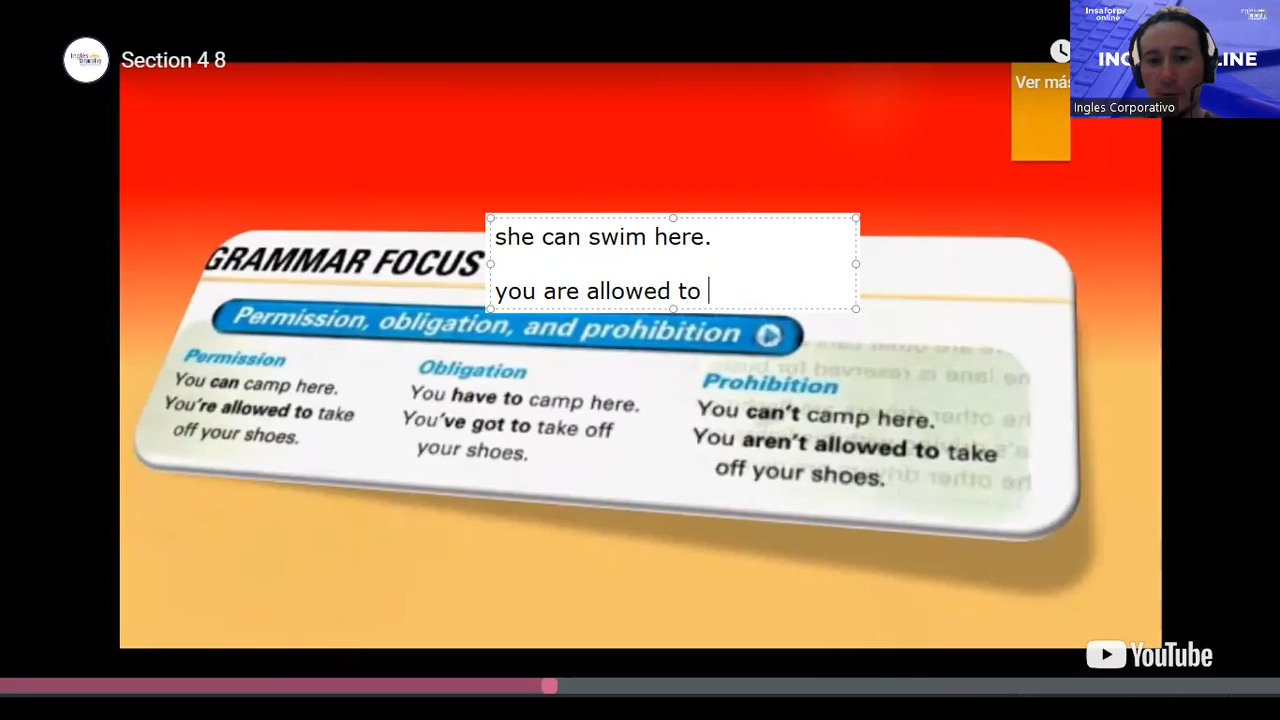 Section 4 8
Ver más
Insaforp
online
Ingles Corporativo
she can swim here.
you are allowed to
GRAMMAR FOCUS
Permission, obligation, and prohibition
Permission
You can camp here.
You're allowed to take
off your shoes.
Obligation
You have to camp here.
You've got to take off
your shoes.
Prohibition
You can't camp here.
You aren't allowed to take
off your shoes.
YouTube